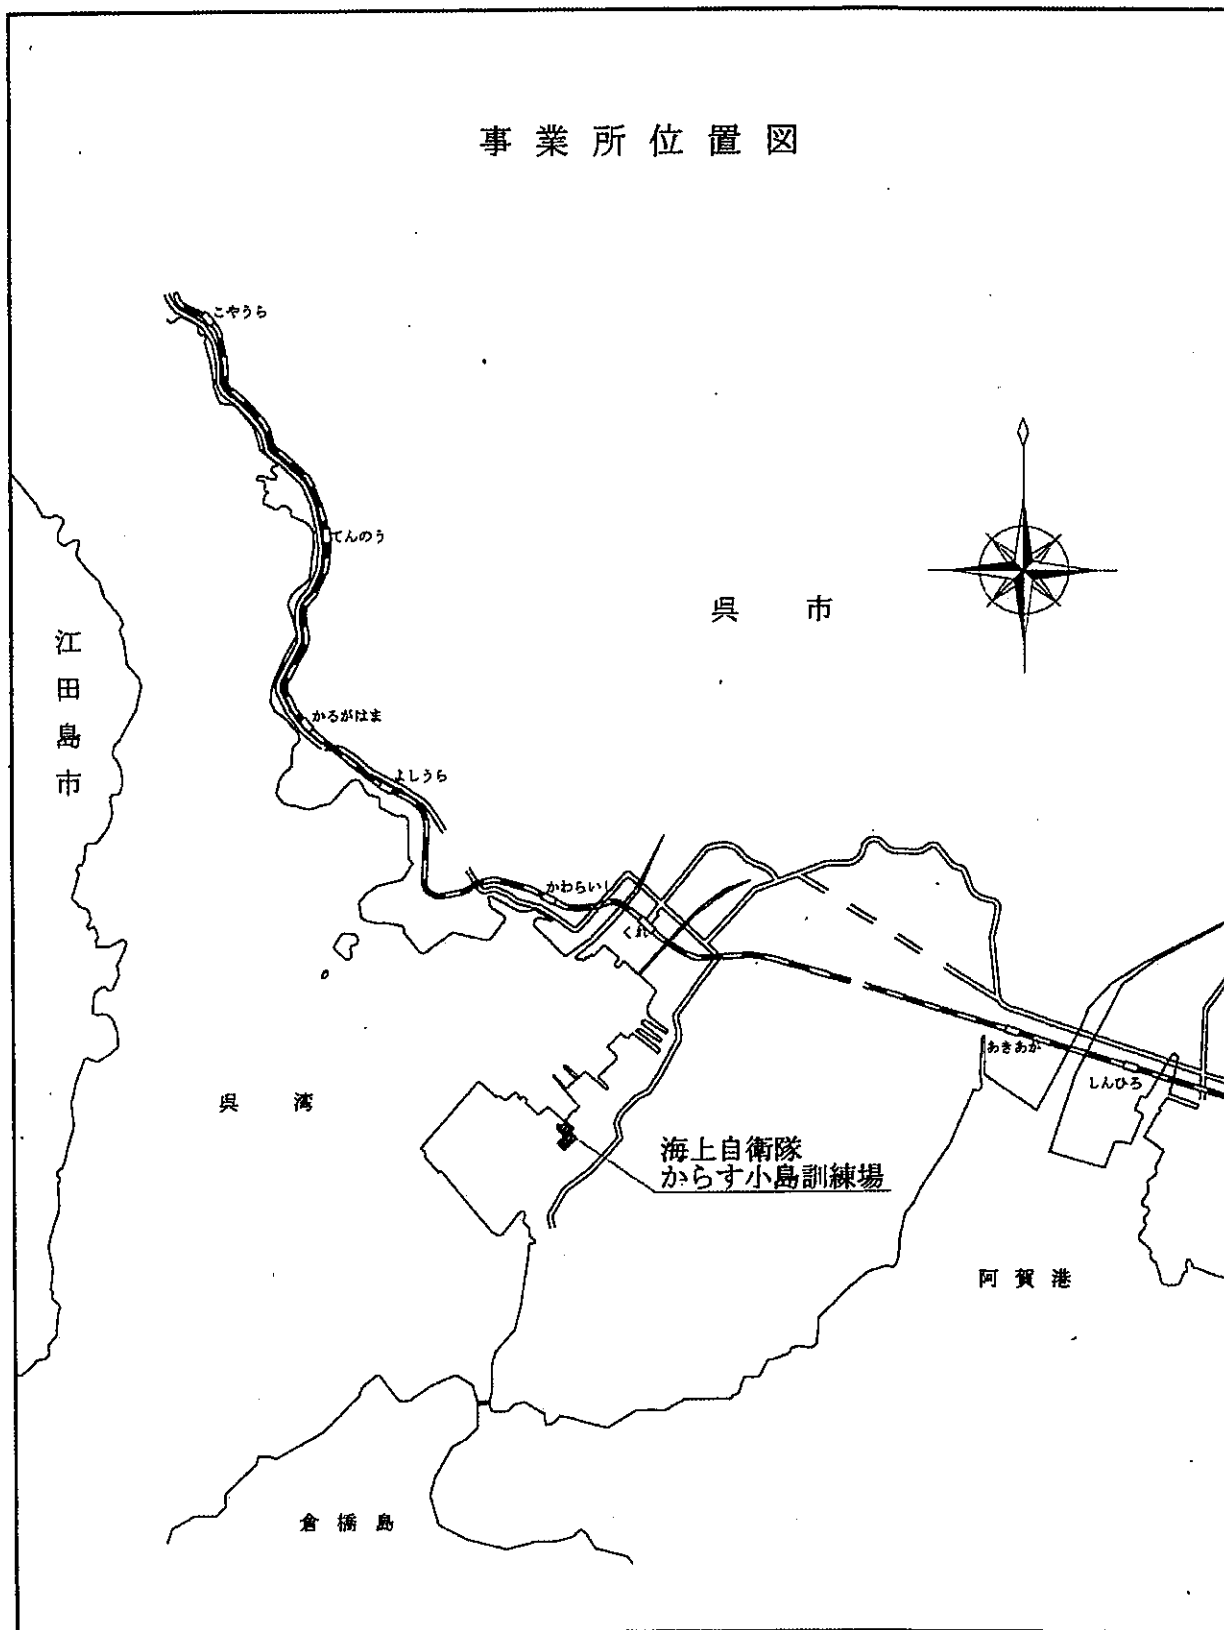 事業所位置図
こやうら
てんのう
呉市
江田島市
かるがはま
よしうら
かわらいし
くれ
あきあが
しんひろ
呉湾
海上自衛隊
からす小島訓練場
阿賀港
倉橋島